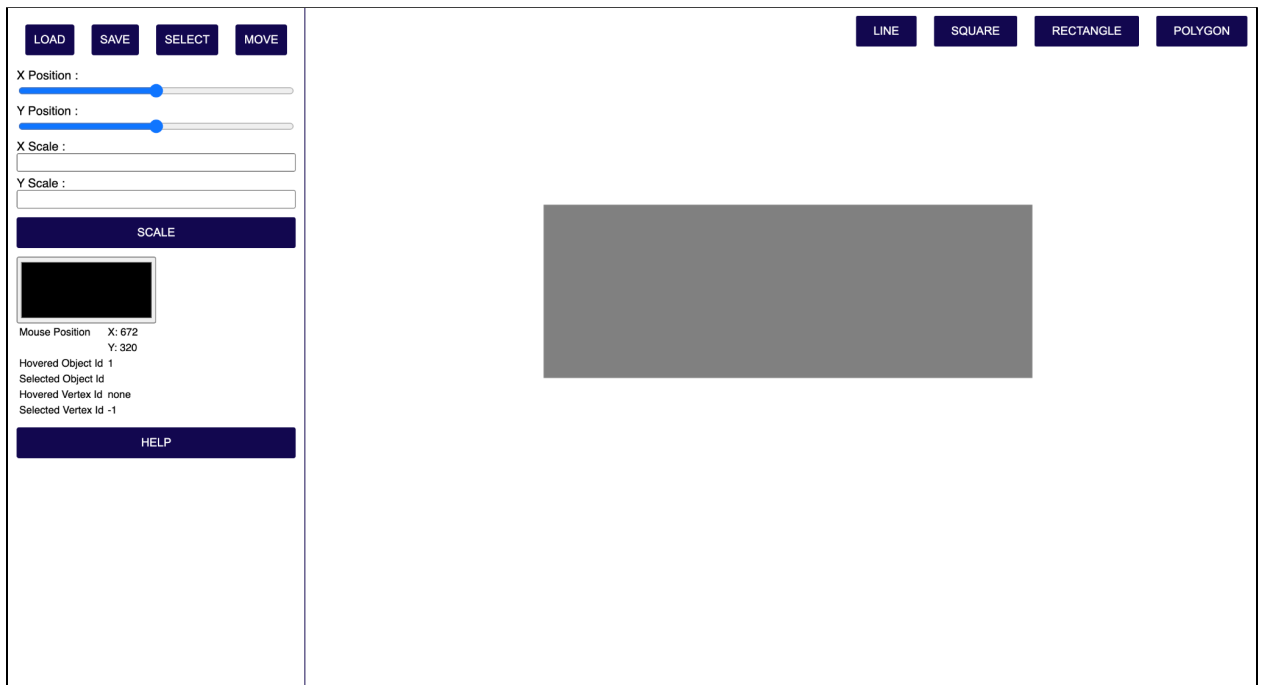 LOAD SAVE SELECT MOVE
LINE SQUARE RECTANGLE POLYGON
X Position :
Y Position :
X Scale :
Y Scale :
SCALE
Mouse Position X: 672
Y: 320
Hovered Object Id 1
Selected Object Id
Hovered Vertex Id none
Selected Vertex Id -1
HELP